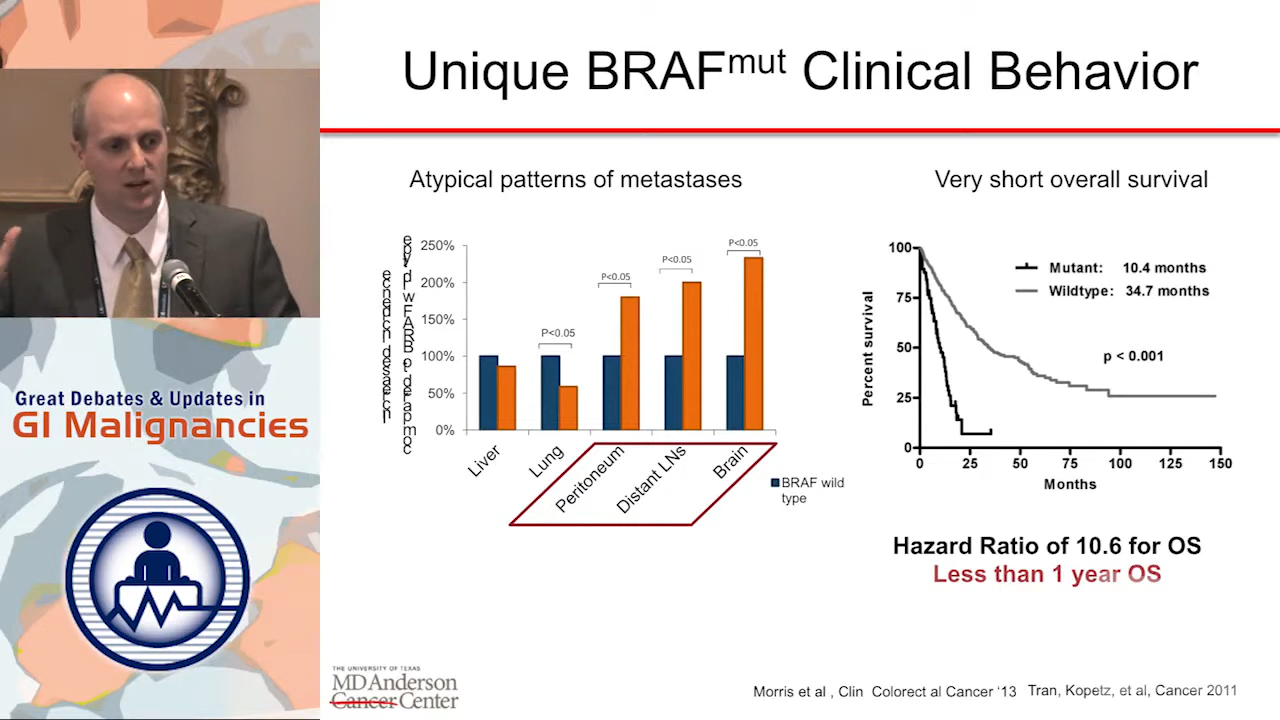 Unique BRAFmut Clinical Behavior
Atypical patterns of metastases
250%
200%
150%
100%
50%
0%
P<0.05
P<0.05
P<0.05
P<0.05
Liver
Lung
Peritoneum
Distant LNs
Brain
BRAF wild
type
Very short overall survival
Percent survival
100
75
50
25
0
Mutant: 10.4 months
Wildtype: 34.7 months
p < 0.001
0 25 50 75 100 125 150
Months
Hazard Ratio of 10.6 for OS
Less than 1 year OS
Great Debates & Updates in
GI Malignancies
THE UNIVERSITY OF TEXAS
MD Anderson
Cancer Center
Morris et al , Clin Colorect al Cancer ‘13 Tran, Kopetz, et al, Cancer 2011